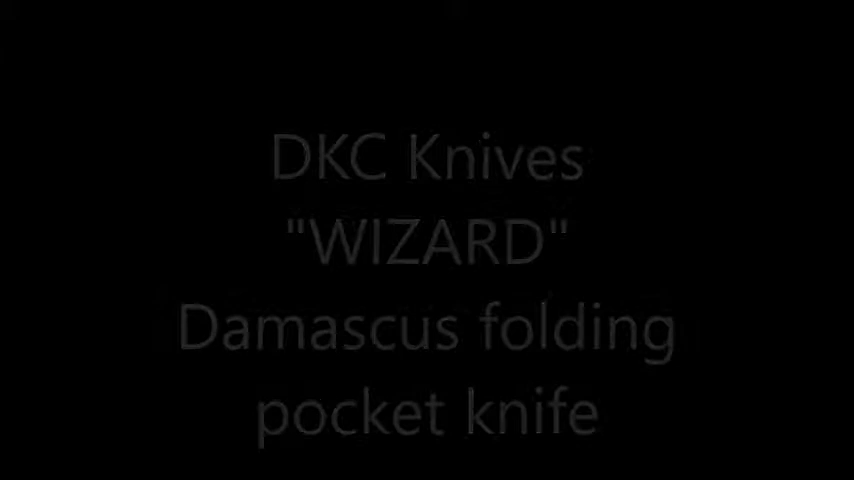 DKC Knives
"WIZARD"
Damascus folding
pocket knife